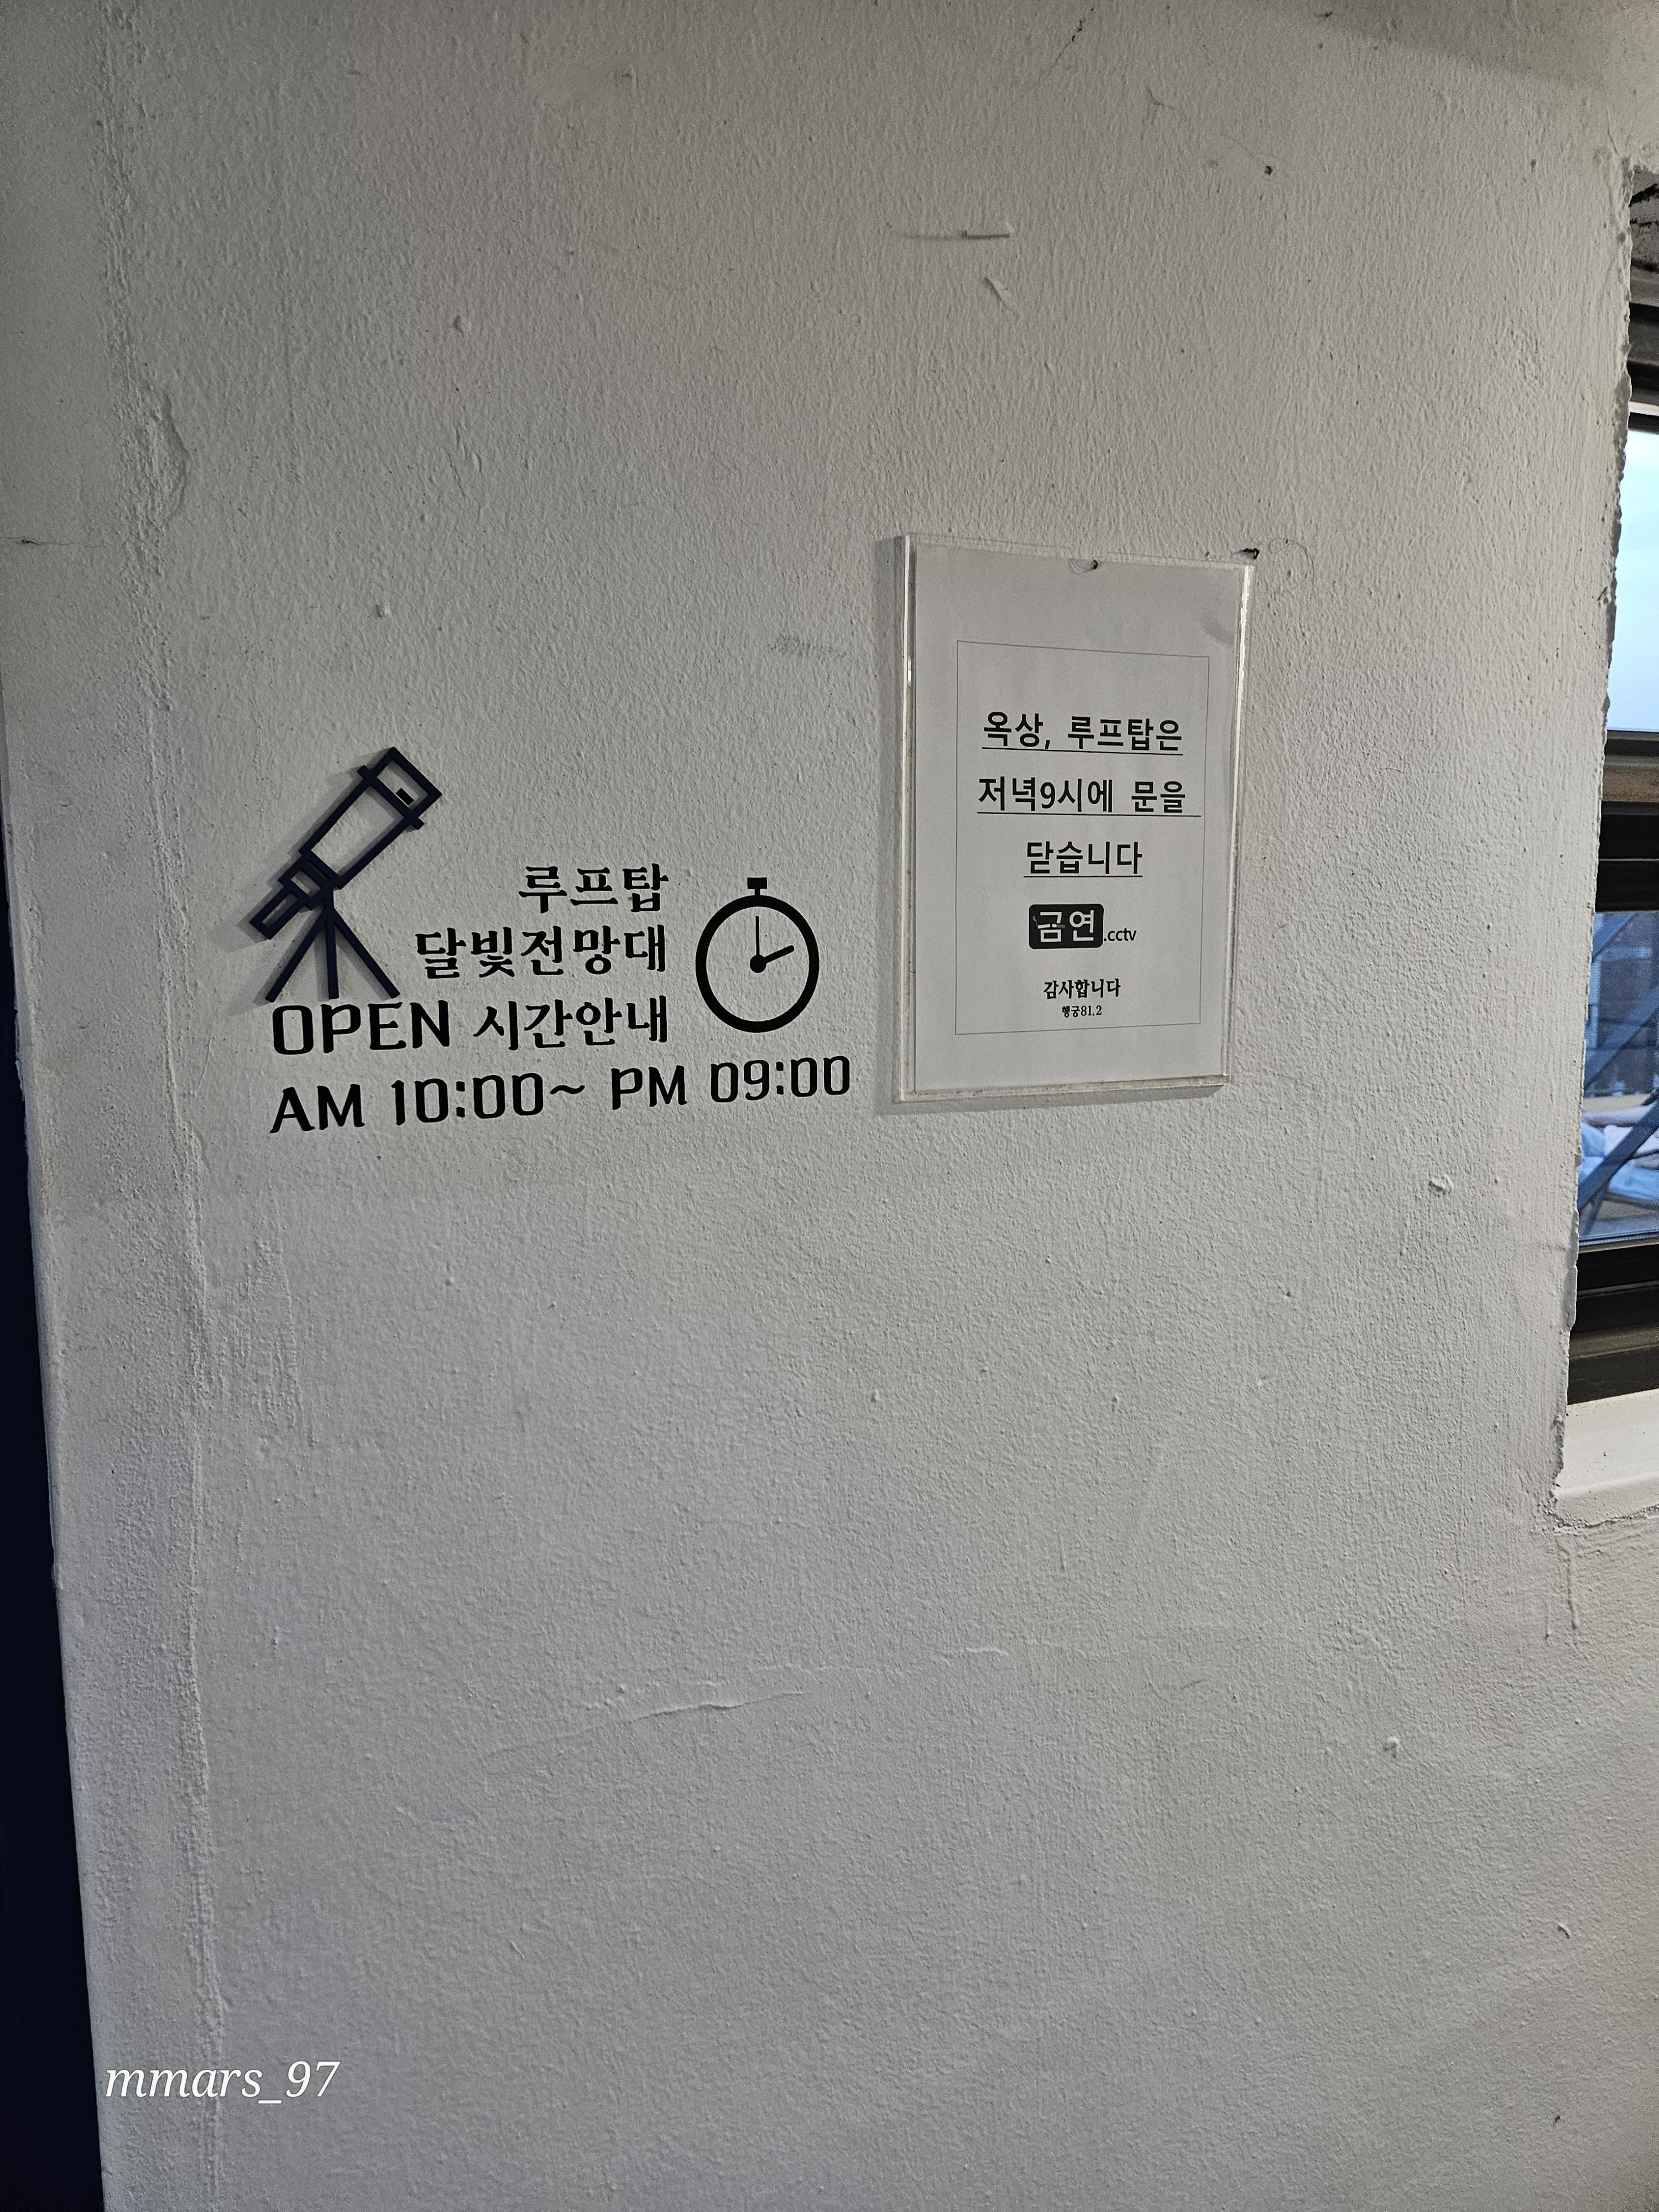 루프탑
달빛전망대
OPEN 시간안내
AM 10:00~ PM 09:00
옥상, 루프탑은
저녁9시에 문을
닫습니다
금연.cctv
감사합니다
행궁81.2
mmars_97